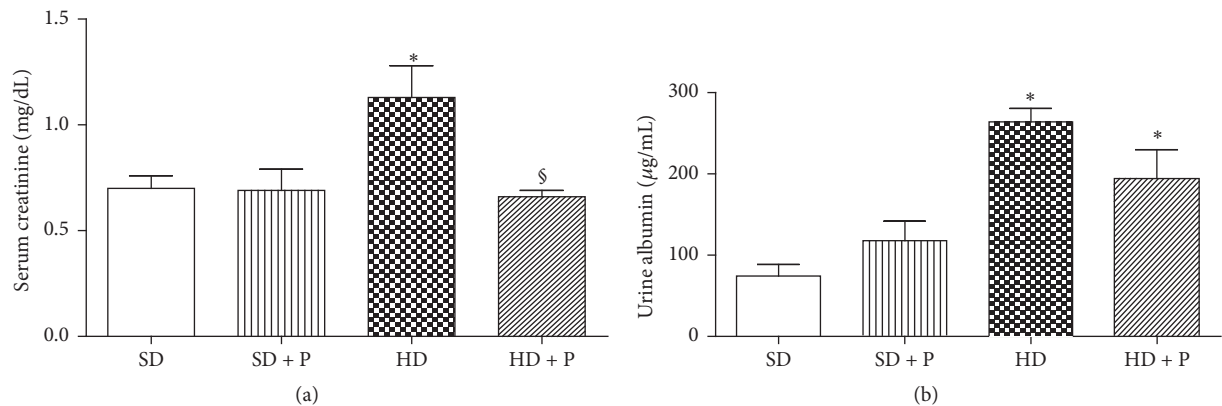 Serum creatinine (mg/dL)
1.5
1.0
0.5
0.0
*
§
SD
SD + P
HD
HD + P
(a)
Urine albumin (μg/mL)
300
200
100
0
*
*
SD
SD + P
HD
HD + P
(b)